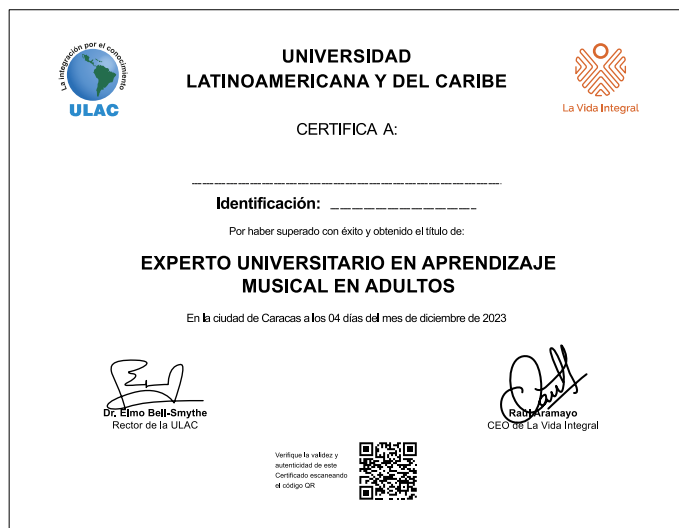 La integración por el conocimiento
ULAC
UNIVERSIDAD
LATINOAMERICANA Y DEL CARIBE
La Vida Integral
CERTIFICA A:
Identificación:
Por haber superado con éxito y obtenido el título de:
EXPERTO UNIVERSITARIO EN APRENDIZAJE
MUSICAL EN ADULTOS
En la ciudad de Caracas a los 04 días del mes de diciembre de 2023
Dr. Elmo Bell-Smythe
Rector de la ULAC
Raúl Aramayo
CEO de La Vida Integral
Verifique la validez y
autenticidad de este
Certificado escaneando
el código QR